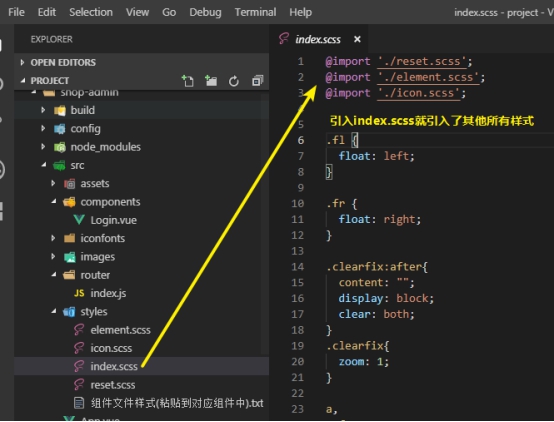 File Edit Selection View Go Debug Terminal Help index.scss - project - V
EXPLORER
OPEN EDITORS
PROJECT
shop-admin
build
config
node_modules
src
assets
components
Login.vue
iconfonts
images
router
JS index.js
styles
element.scss
icon.scss
index.scss
reset.scss
组件文件样式(粘贴到对应组件中).txt
App.vue
index.scss ×
1 @import './reset.scss';
2 @import './element.scss';
3 @import './icon.scss';
4
5 引入index.scss就引入了其他所有样式
6 .fl {
7 float: left;
8 }
9
10 .fr {
11 float: right;
12 }
13
14 .clearfix:after{
15 content: "";
16 display: block;
17 clear: both;
18 }
19 .clearfix{
20 zoom: 1;
21 }
22
23 a,